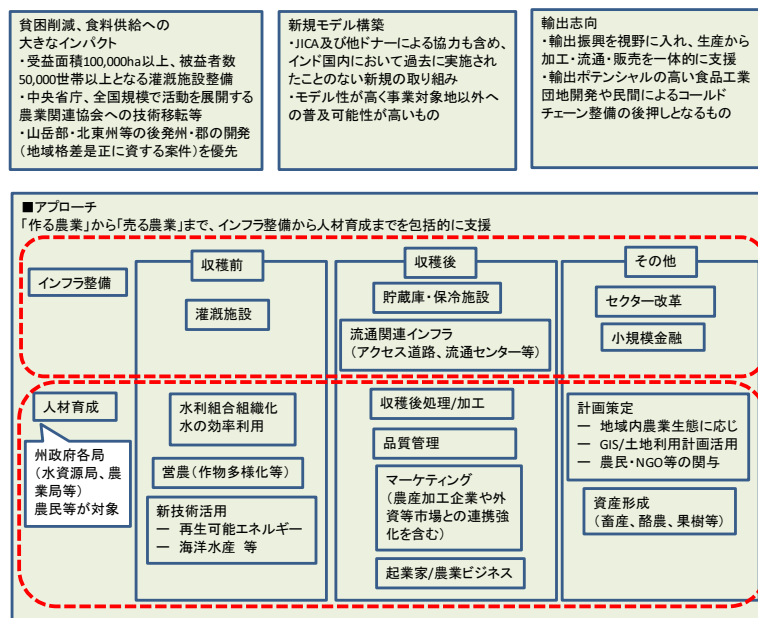 貧困削減、食料供給への
大きなインパクト
・受益面積100,000ha以上、被益者数
50,000世帯以上となる灌漑施設整備
・中央省庁、全国規模で活動を展開する
農業関連協会への技術移転等
・山岳部・北東州等の後発州・郡の開発
(地域格差是正に資する案件)を優先
新規モデル構築
・JICA及び他ドナーによる協力も含め、
インド国内において過去に実施され
たことのない新規の取り組み
・モデル性が高く事業対象地以外へ
の普及可能性が高いもの
輸出志向
・輸出振興を視野に入れ、生産から
加工・流通・販売を一体的に支援
・輸出ポテンシャルの高い食品工業
団地開発や民間によるコールド
チェーン整備の後押しとなるもの
■アプローチ
「作る農業」から「売る農業」まで、インフラ整備から人材育成までを包括的に支援
インフラ整備
収穫前
灌漑施設
収穫後
貯蔵庫・保冷施設
流通関連インフラ
(アクセス道路、流通センター等)
その他
セクター改革
小規模金融
人材育成
州政府各局
(水資源局、農
業局等)
農民等が対象
水利組合組織化
水の効率利用
営農(作物多様化等)
新技術活用
― 再生可能エネルギー
― 海洋水産 等
収穫後処理/加工
品質管理
マーケティング
(農産加工企業や外
資等市場との連携強
化を含む)
起業家/農業ビジネス
計画策定
― 地域内農業生態に応じ
― GIS/土地利用計画活用
― 農民・NGO等の関与
資産形成
(畜産、酪農、果樹等)